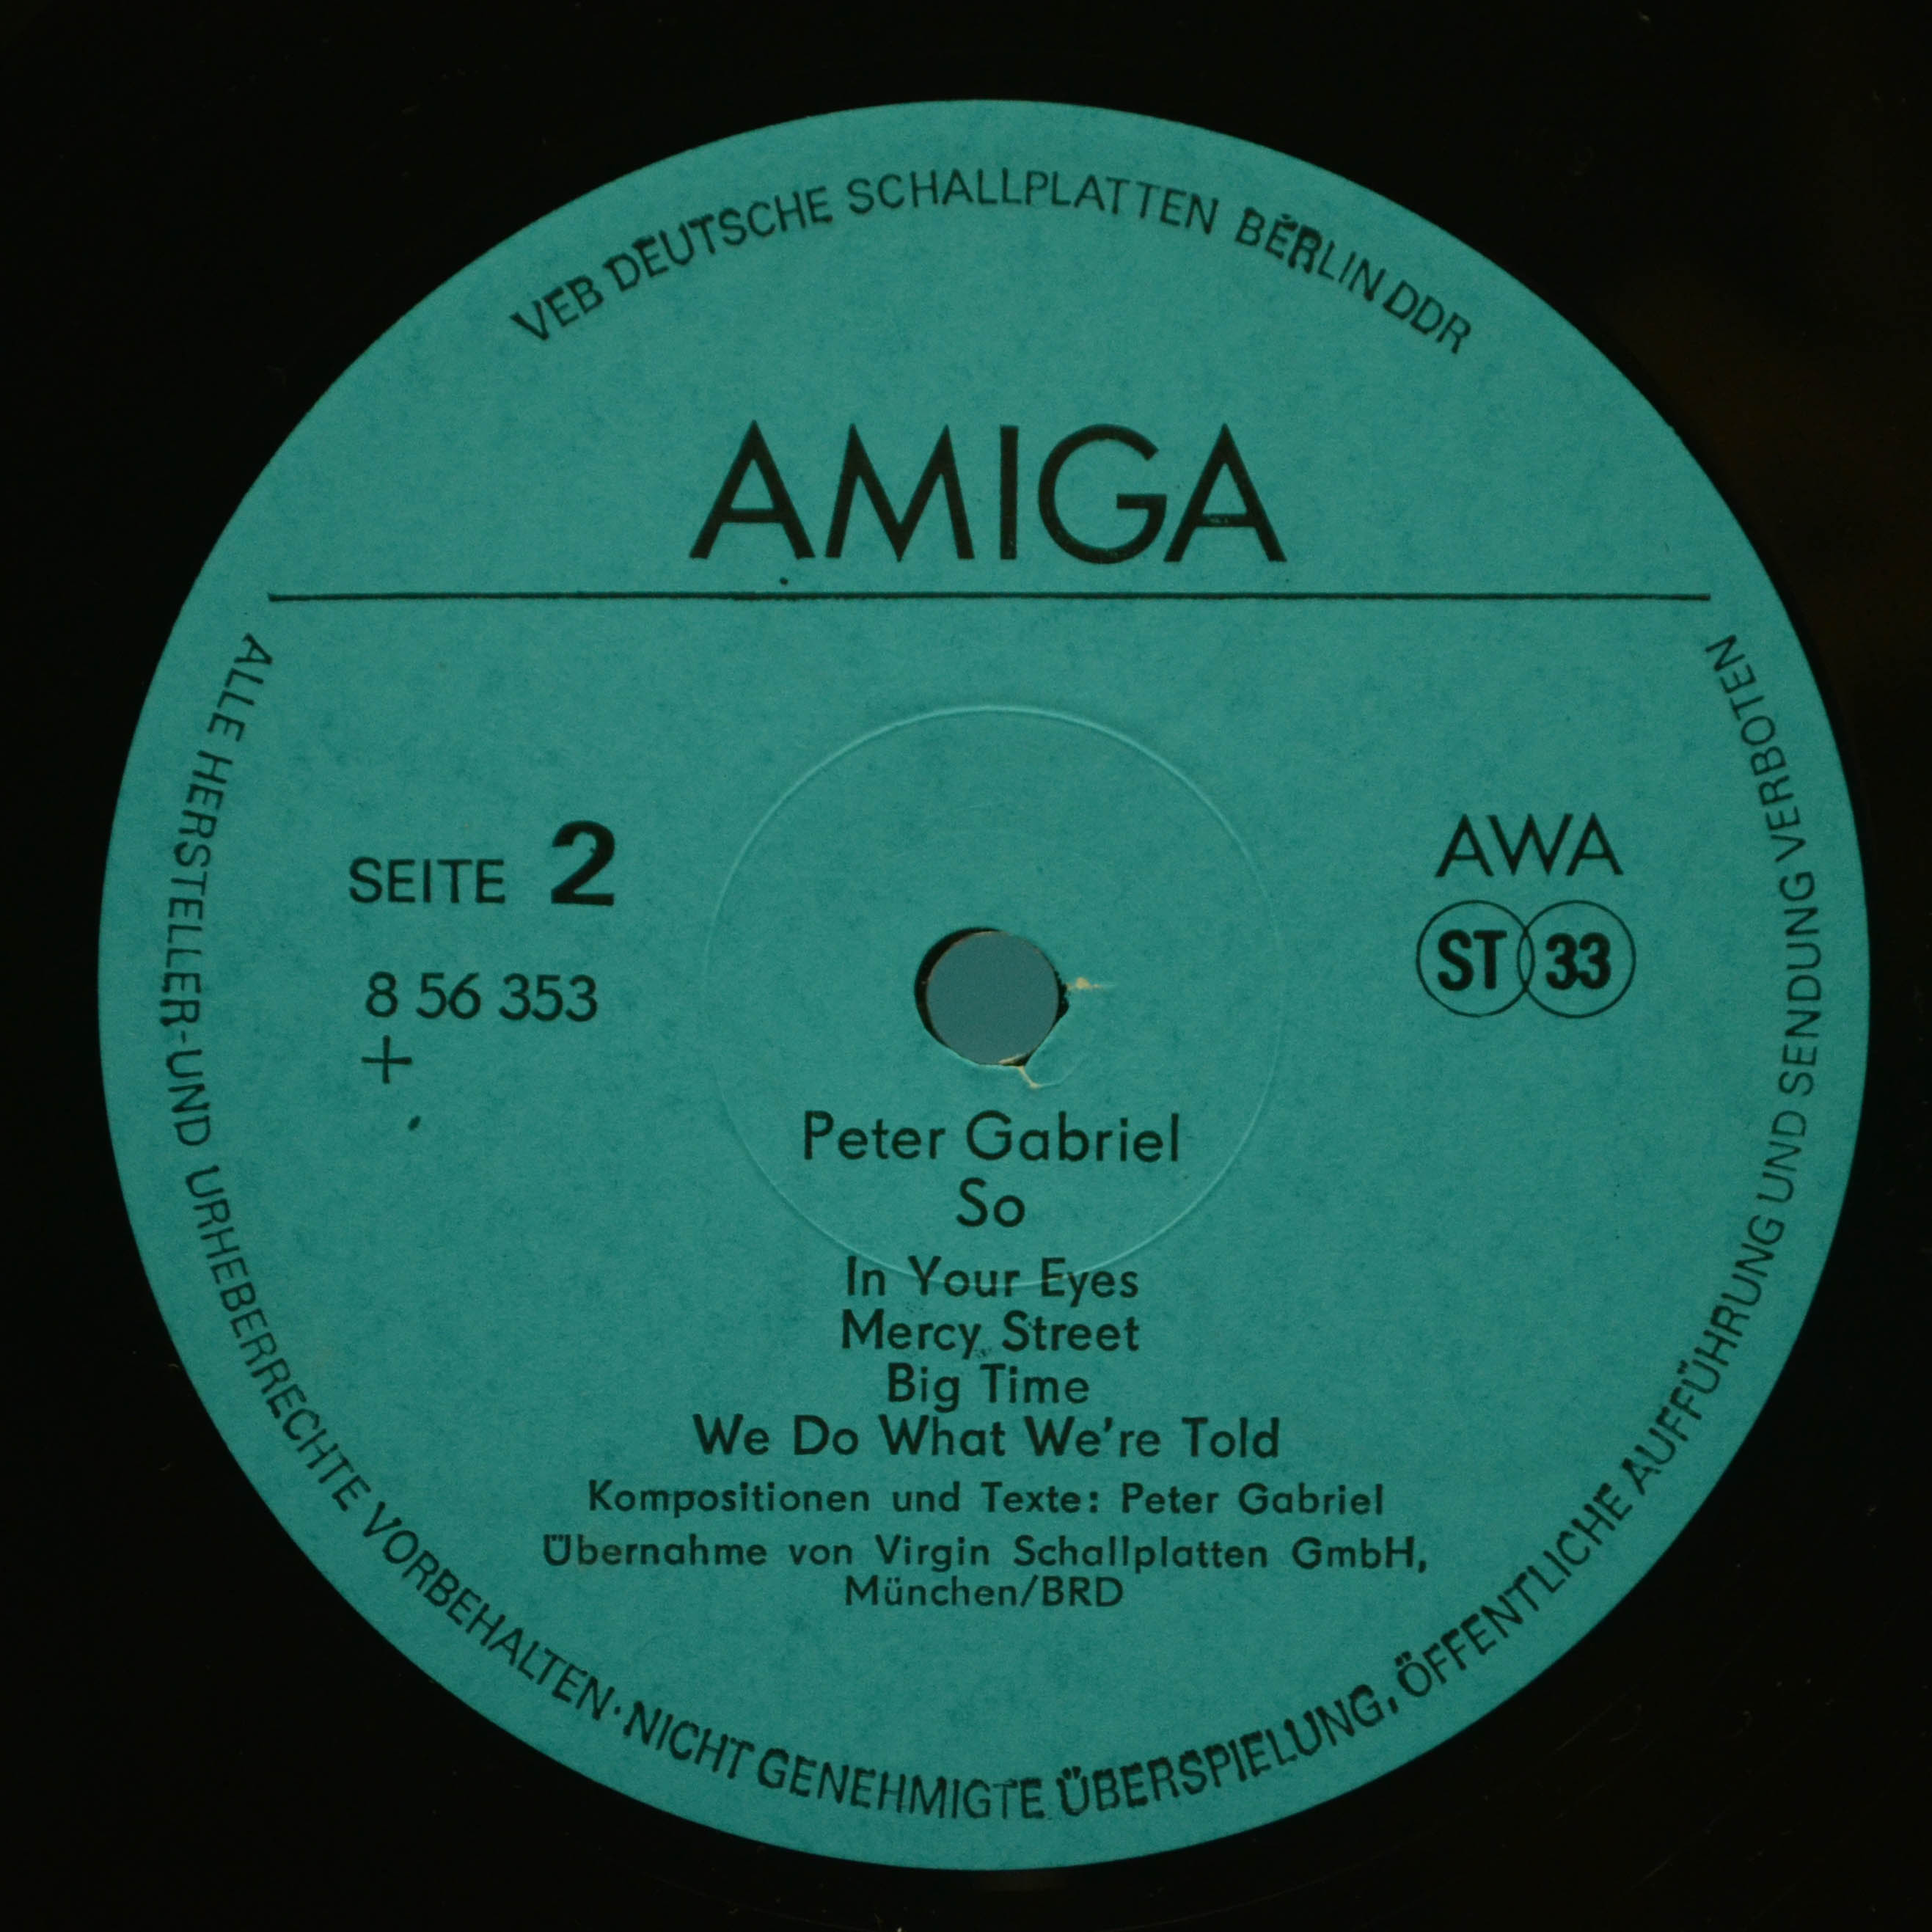 VEB DEUTSCHE SCHALLPLATTEN BERLIN DDR
AMIGA
SEITE 2
8 56 353
+
AWA
ST 33
Peter Gabriel
So
In Your Eyes
Mercy Street
Big Time
We Do What We're Told
Kompositionen und Texte: Peter Gabriel
Übernahme von Virgin Schallplatten GmbH,
München/BRD
ALLE HERSTELLER-UND URHEBERRECHTE VORBEHALTEN·NICHT GENEHMIGTE ÜBERSPIELUNG, ÖFFENTLICHE AUFFÜHRUNG UND SENDUNG VERBOTEN